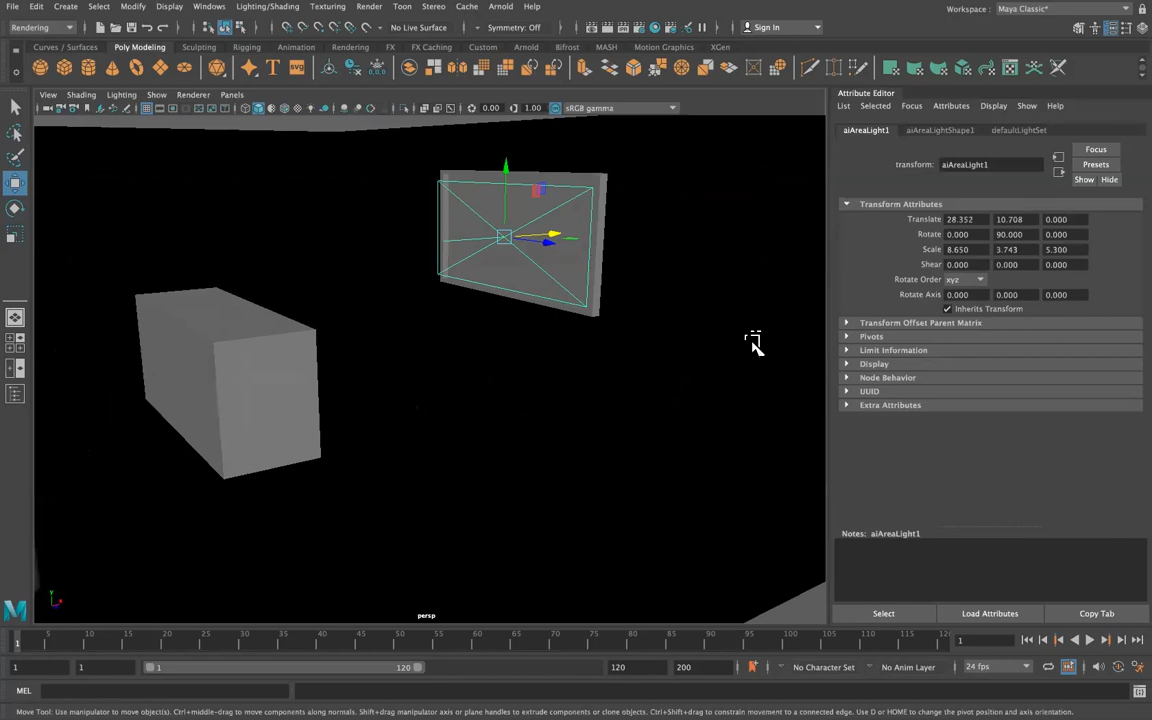 File Edit Create Select Modify Display Windows Lighting/Shading Texturing Render Toon Stereo Cache Arnold Help Workspace : Maya Classic*
Rendering No Live Surface Symmetry: Off Sign In
Curves / Surfaces Poly Modeling Sculpting Rigging Animation Rendering FX FX Caching Custom Arnold Bifrost MASH Motion Graphics XGen
SVG
View Shading Lighting Show Renderer Panels
0.00 1.00 sRGB gamma
persp
Attribute Editor
List Selected Focus Attributes Display Show Help
aiAreaLight1 aiAreaLightShape1 defaultLightSet
Focus
transform: aiAreaLight1 Presets
Show Hide
Transform Attributes
Translate 28.352 10.708 0.000
Rotate 0.000 90.000 0.000
Scale 8.650 3.743 5.300
Shear 0.000 0.000 0.000
Rotate Order xyz
Rotate Axis 0.000 0.000 0.000
Inherits Transform
Transform Offset Parent Matrix
Pivots
Limit Information
Display
Node Behavior
UUID
Extra Attributes
Notes: aiAreaLight1
Select Load Attributes Copy Tab
5 10 15 20 25 30 35 40 45 50 55 60 65 70 75 80 85 90 95 100 105 110 115 12
1 1
1 1 1 120 120 200 No Character Set No Anim Layer 24 fps
MEL
Move Tool: Use manipulator to move object(s). Ctrl+middle-drag to move components along normals. Shift+drag manipulator axis or plane handles to extrude components or clone objects. Ctrl+Shift+drag to constrain movement to a connected edge. Use D or HOME to change the pivot position and axis orientation.